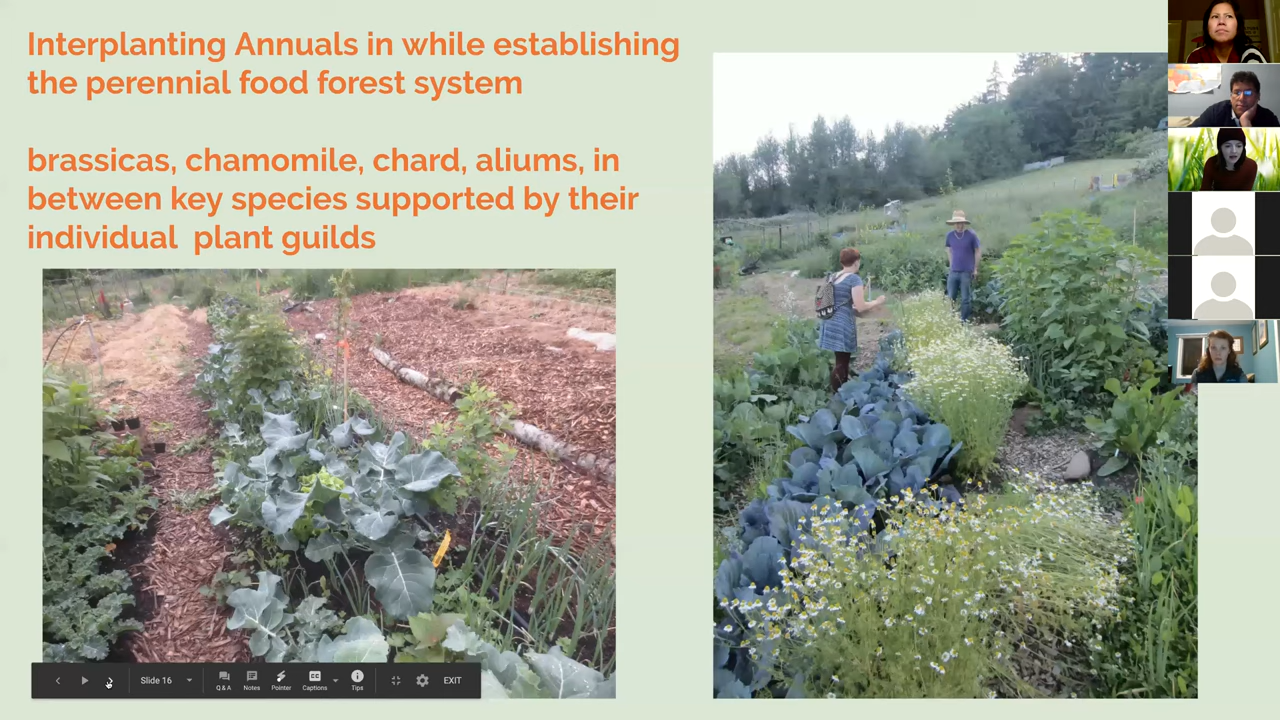 Interplanting Annuals in while establishing
the perennial food forest system
brassicas, chamomile, chard, aliums, in
between key species supported by their
individual  plant guilds
Slide 16
Q&A
Notes
Pointer
CC
Captions
Tips
EXIT